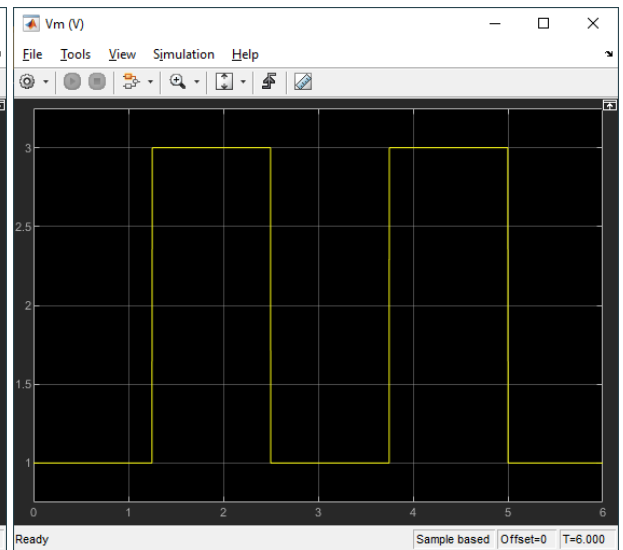 Vm (V)
File Tools View Simulation Help
3
2.5
2
1.5
1
0 1 2 3 4 5 6
Ready Sample based Offset=0 T=6.000